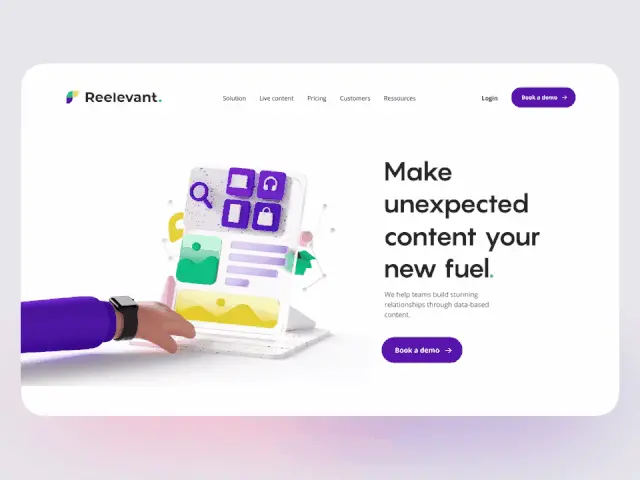 Reelevant.
Solution Live content Pricing Customers Ressources
Login Book a demo →
Make
unexpected
content your
new fuel.
We help teams build stunning
relationships through data-based
content.
Book a demo →